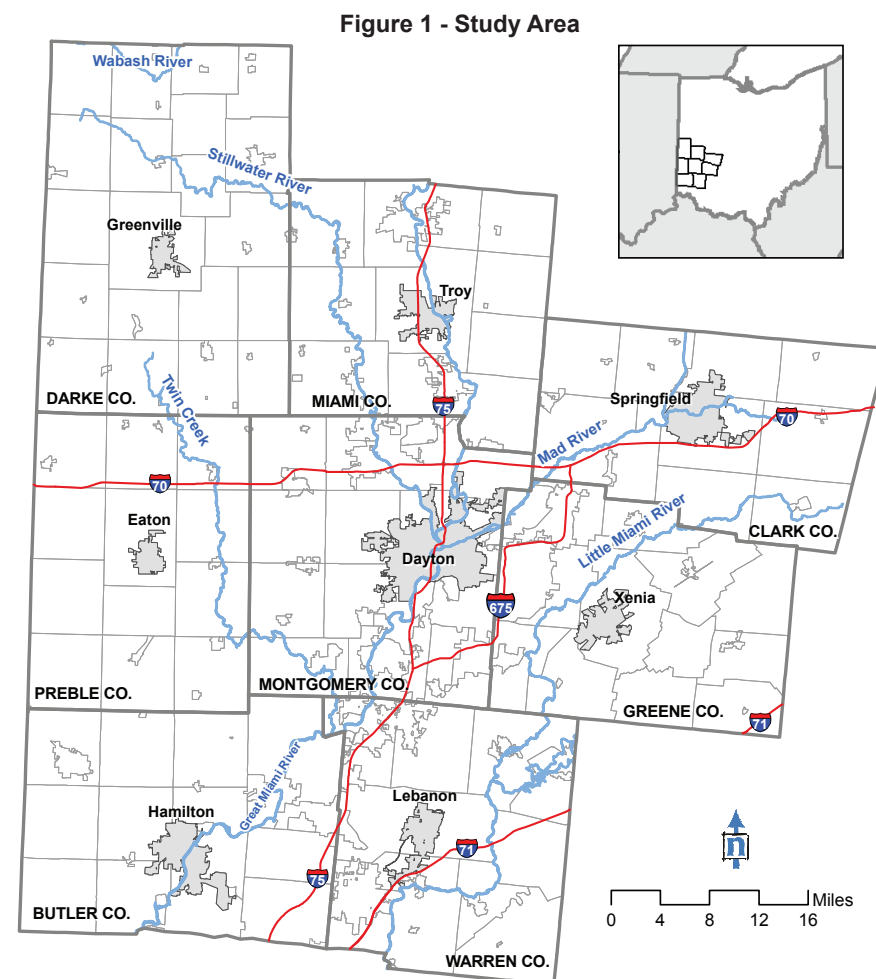 Figure 1 - Study Area
Wabash River
Stillwater River
Greenville
Troy
DARKE CO.
MIAMI CO.
75
Springfield
70
Twin Creek
Mad River
70
Eaton
Dayton
Little Miami River
CLARK CO.
675
Xenia
PREBLE CO.
MONTGOMERY CO.
GREENE CO.
71
Great Miami River
Hamilton
Lebanon
71
75
BUTLER CO.
WARREN CO.
n
Miles
0 4 8 12 16